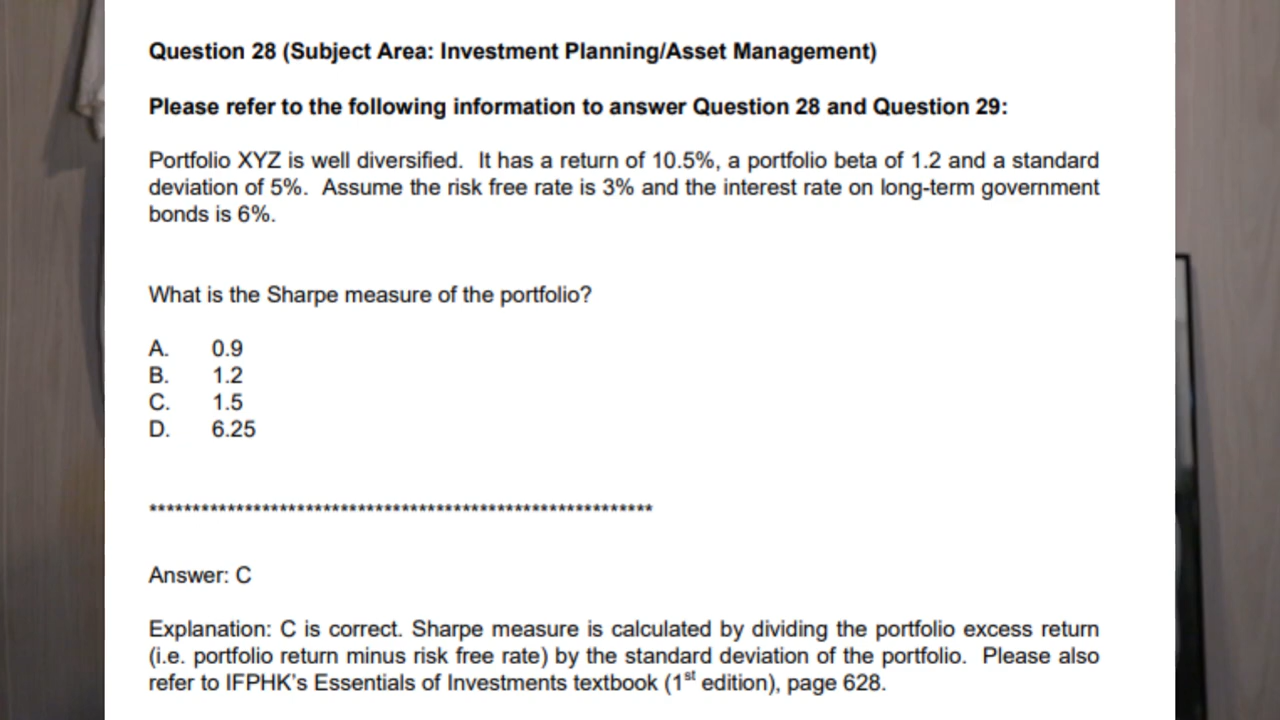 Question 28 (Subject Area: Investment Planning/Asset Management)
Please refer to the following information to answer Question 28 and Question 29:
Portfolio XYZ is well diversified. It has a return of 10.5%, a portfolio beta of 1.2 and a standard
deviation of 5%. Assume the risk free rate is 3% and the interest rate on long-term government
bonds is 6%.
What is the Sharpe measure of the portfolio?
A. 0.9
B. 1.2
C. 1.5
D. 6.25
**********************************************************
Answer: C
Explanation: C is correct. Sharpe measure is calculated by dividing the portfolio excess return
(i.e. portfolio return minus risk free rate) by the standard deviation of the portfolio. Please also
refer to IFPHK's Essentials of Investments textbook (1st edition), page 628.